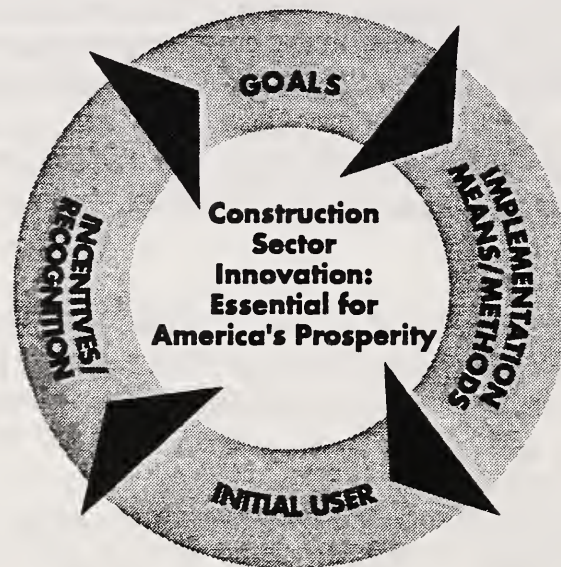 GOALS
IMPLEMENTATION
MEANS/METHODS
INITIAL USER
INCENTIVES/
RECOGNITION
Construction
Sector
Innovation:
Essential for
America's Prosperity